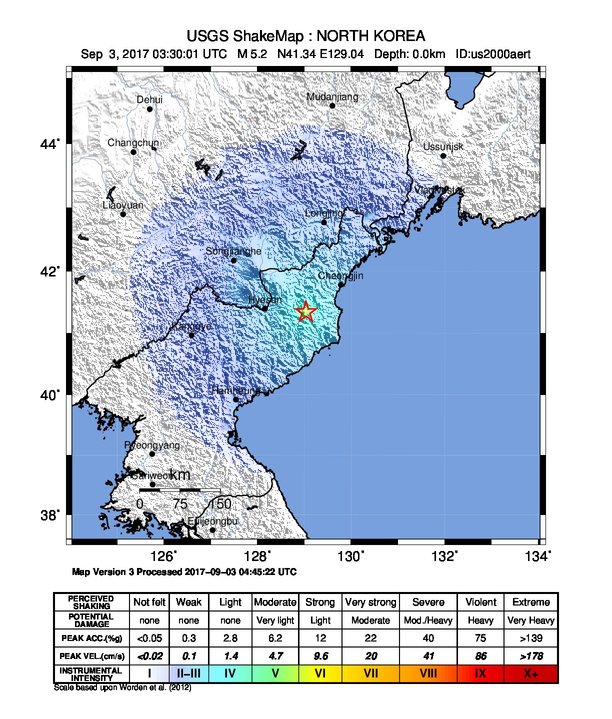 USGS ShakeMap : NORTH KOREA
Sep 3, 2017 03:30:01 UTC M 5.2 N41.34 E129.04 Depth: 0.0km ID:us2000aert
Dehui
Mudanjiang
44˚
Changchun
Ussurijsk
Vladivostok
Liaoyuan
Longjing
Songjianghe
42˚
Cheongjin
Hyesan
Kanggye
40˚
Hamheung
Pyeongyang
km
0 75 150
38˚
Euijeongbu
126˚ 128˚ 130˚ 132˚ 134˚
Map Version 3 Processed 2017-09-03 04:45:22 UTC
PERCEIVED SHAKING Not felt Weak Light Moderate Strong Very strong Severe Violent Extreme
POTENTIAL DAMAGE none none none Very light Light Moderate Mod./Heavy Heavy Very Heavy
PEAK ACC.(%g) <0.05 0.3 2.8 6.2 12 22 40 75 >139
PEAK VEL.(cm/s) <0.02 0.1 1.4 4.7 9.6 20 41 86 >178
INSTRUMENTAL INTENSITY I II-III IV V VI VII VIII IX X+
Scale based upon Worden et al. (2012)